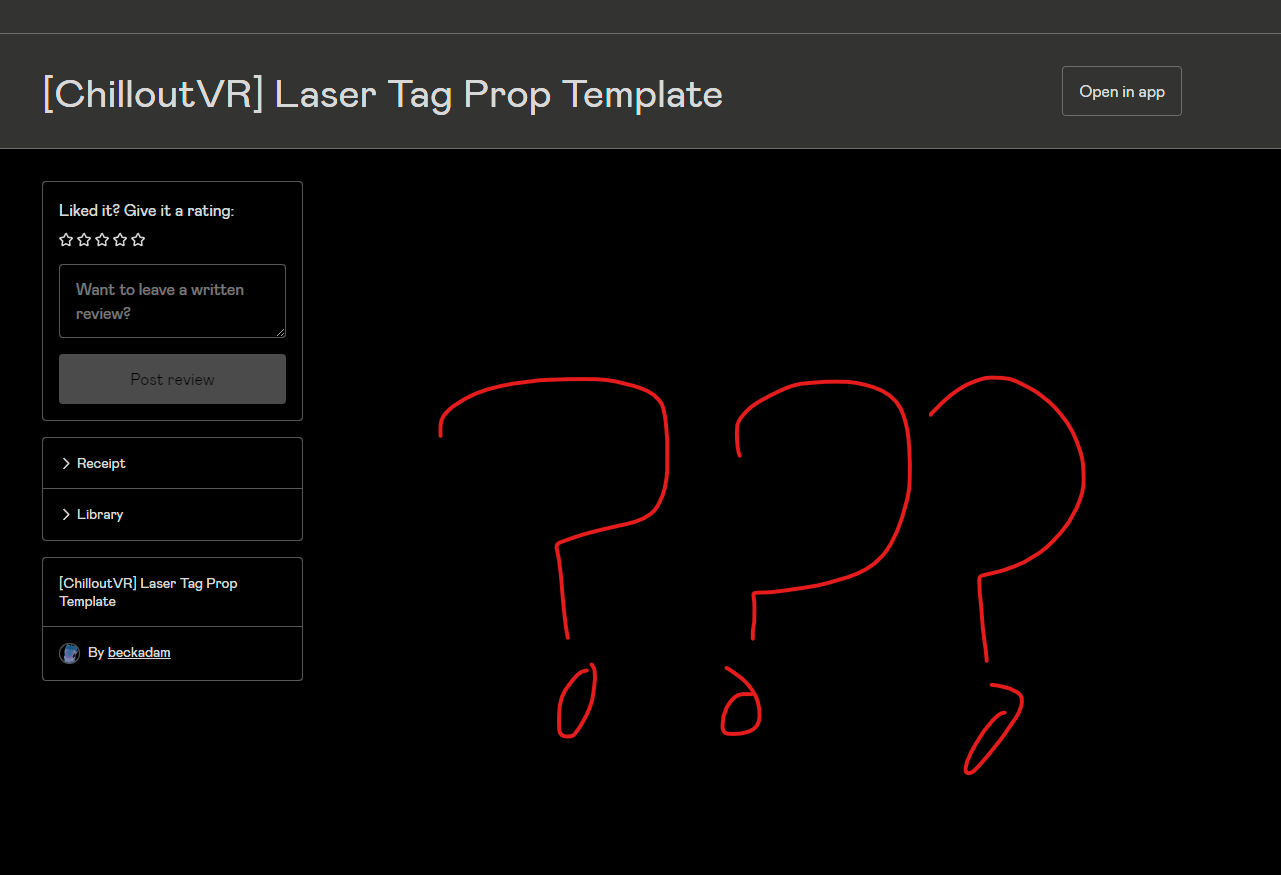 [ChilloutVR] Laser Tag Prop Template
Open in app
Liked it? Give it a rating:
Want to leave a written
review?
Post review
Receipt
Library
[ChilloutVR] Laser Tag Prop
Template
By beckadam
???